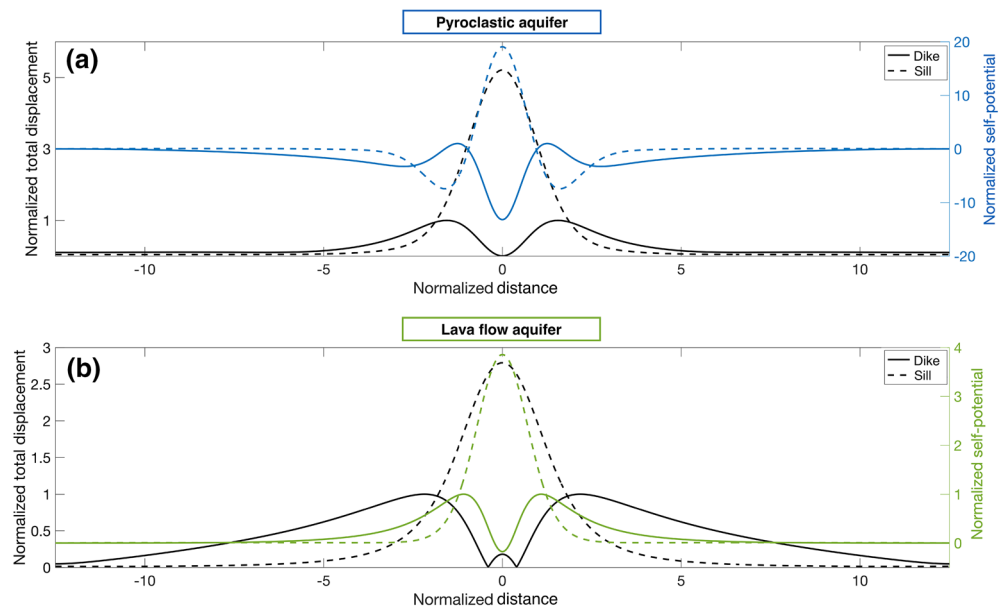 Pyroclastic aquifer
(a)
Dike
Sill
Normalized total displacement
5
3
1
20
10
0
-10
-20
Normalized self-potential
-10
-5
0
5
10
Normalized distance
Lava flow aquifer
(b)
Dike
Sill
Normalized total displacement
3
2.5
2
1.5
1
0.5
0
4
3
2
1
0
Normalized self-potential
-10
-5
0
5
10
Normalized distance